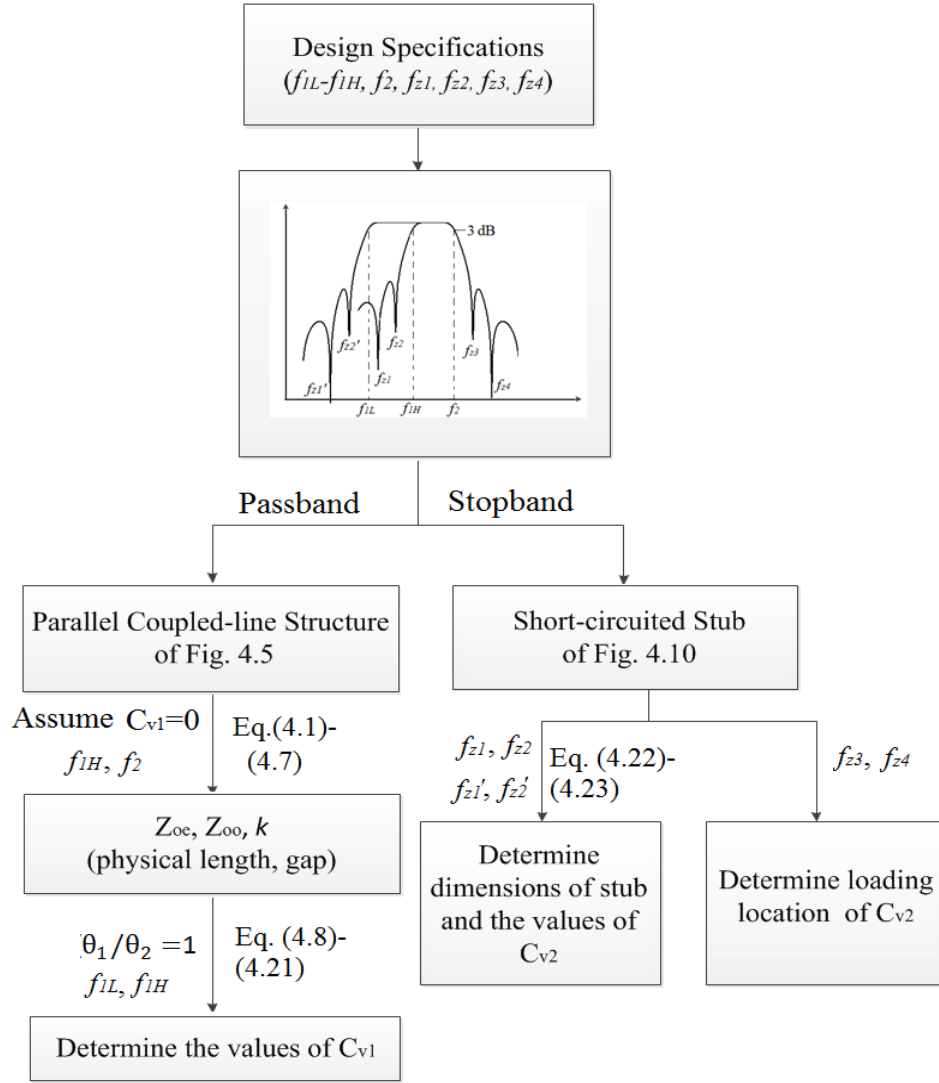 Design Specifications
(f1L-f1H, f2, fz1, fz2, fz3, fz4)
3 dB
fz2'
fz2
fz3
fz1
fz1'
fz4
f1L
f1H
f2
Passband
Stopband
Parallel Coupled-line Structure
of Fig. 4.5
Short-circuited Stub
of Fig. 4.10
Assume Cv1=0
f1H, f2
Eq.(4.1)-
(4.7)
fz1, fz2
fz1', fz2'
Eq. (4.22)-
(4.23)
fz3, fz4
Zoe, Zoo, k
(physical length, gap)
Determine
dimensions of stub
and the values of
Cv2
Determine loading
location of Cv2
θ1/θ2 =1
f1L, f1H
Eq. (4.8)-
(4.21)
Determine the values of Cv1